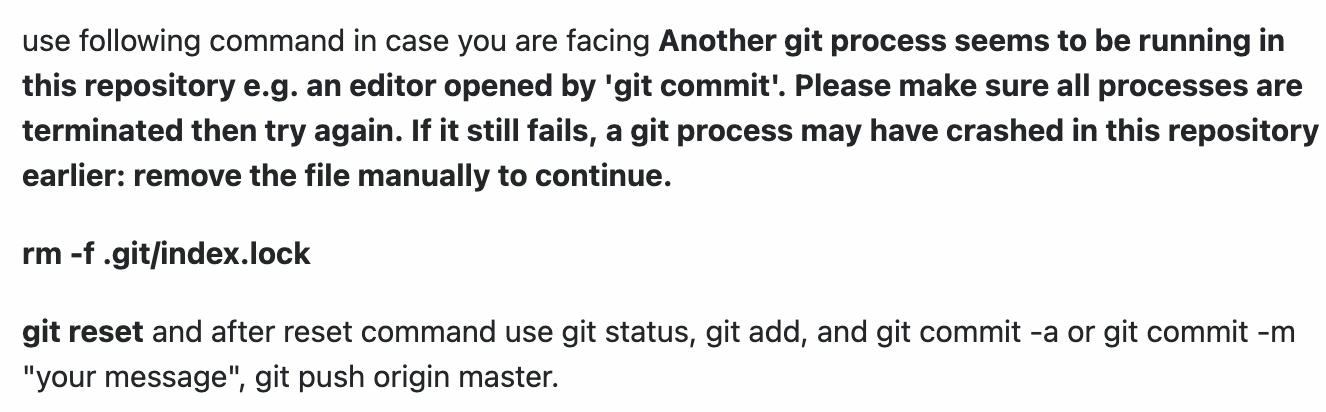 use following command in case you are facing Another git process seems to be running in
this repository e.g. an editor opened by 'git commit'. Please make sure all processes are
terminated then try again. If it still fails, a git process may have crashed in this repository
earlier: remove the file manually to continue.
rm -f .git/index.lock
git reset and after reset command use git status, git add, and git commit -a or git commit -m
"your message", git push origin master.